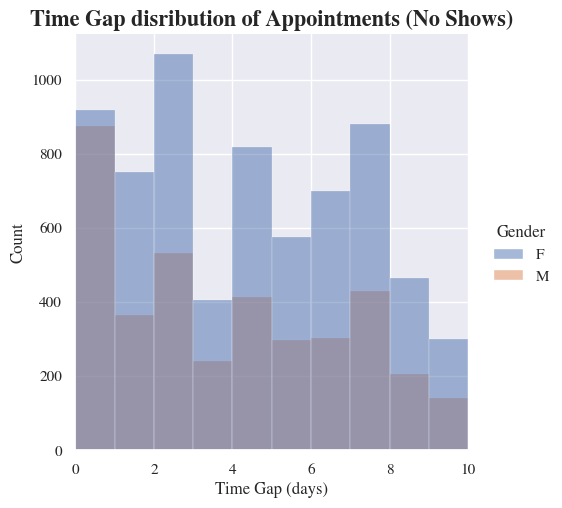 Time Gap disribution of Appointments (No Shows)
1000
800
600
400
200
0
Count
0 2 4 6 8 10
Time Gap (days)
Gender
F
M